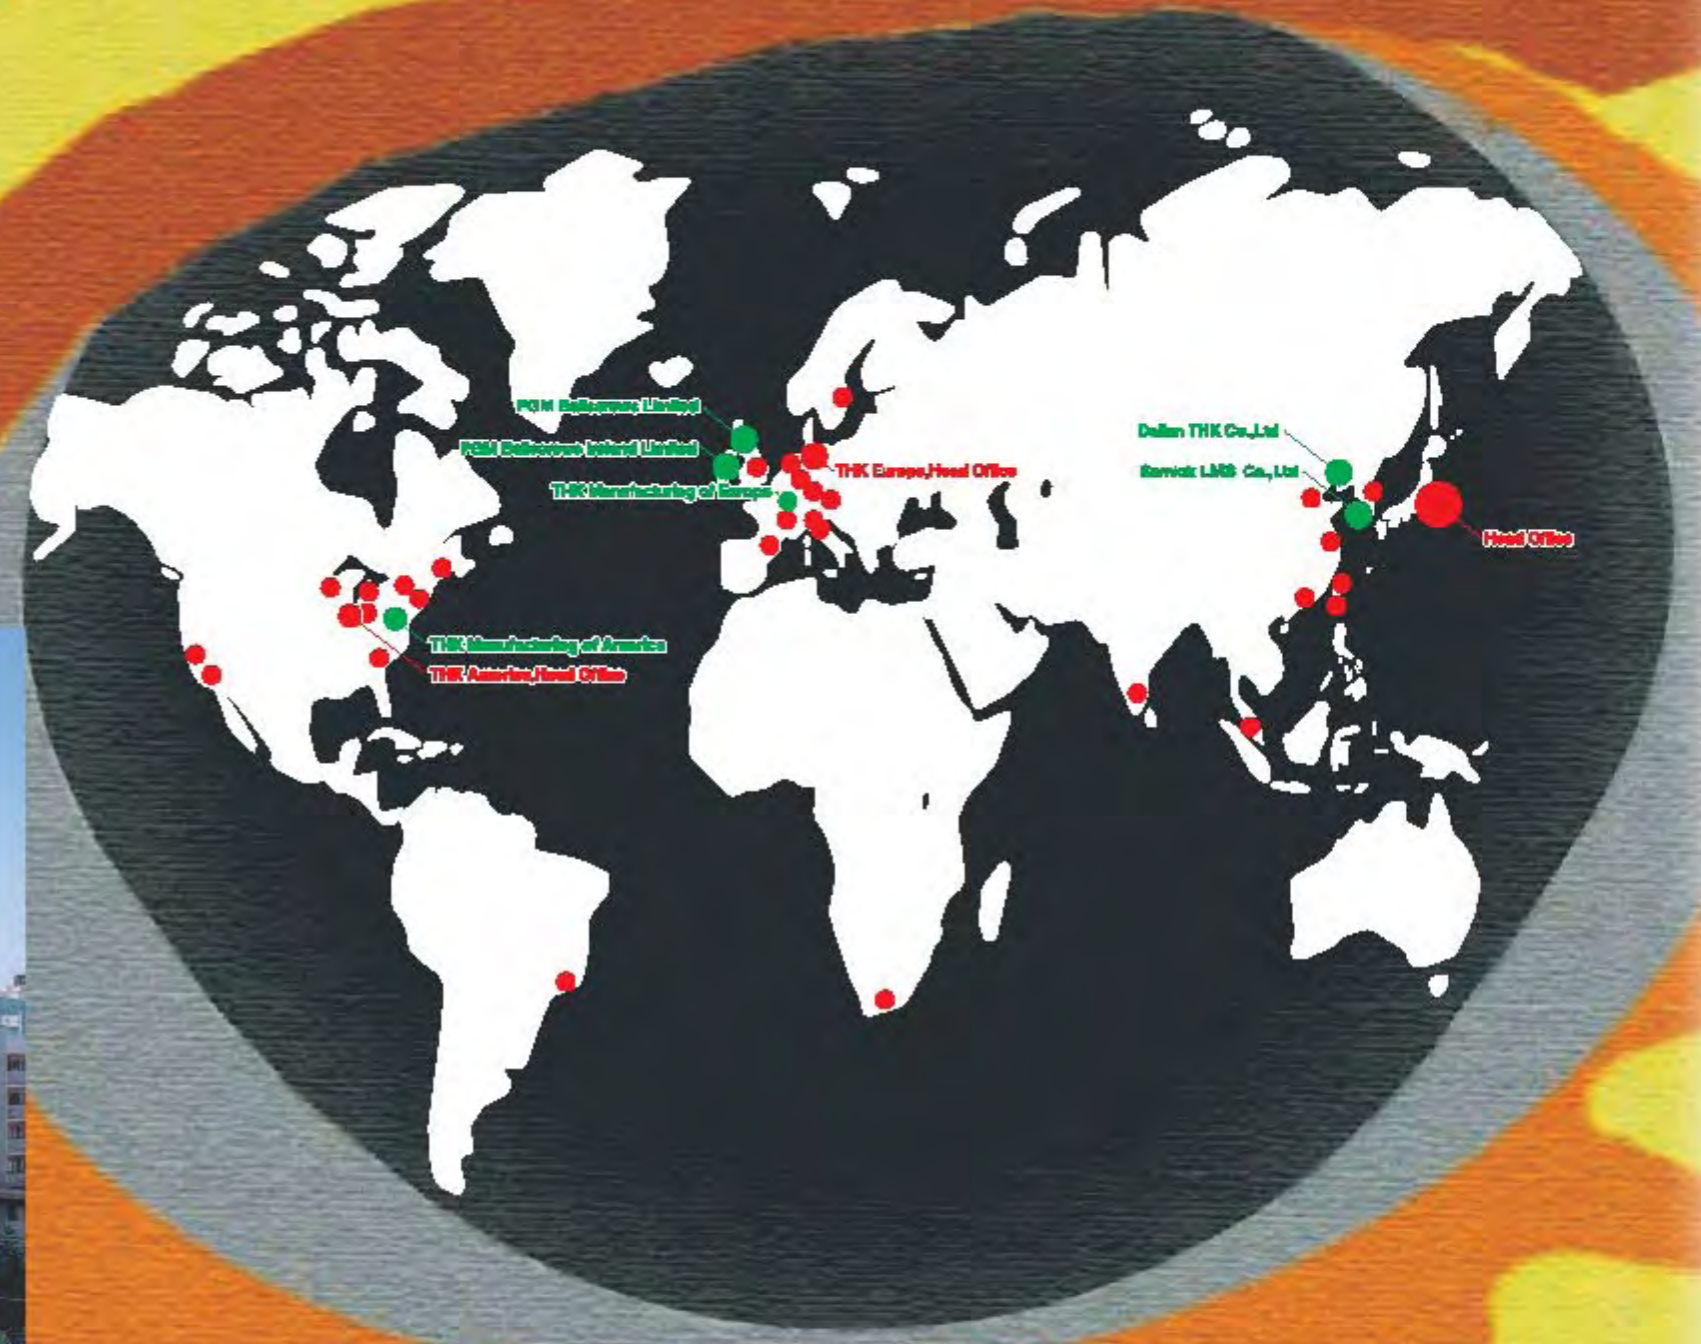 PGM Ballscrews Limited
PGM Ballscrews Ireland Limited
THK Manufacturing of Europe
THK Europe,Head Office
Dalian THK Co.,Ltd
Samick LMS Co.,Ltd
Head Office
THK Manufacturing of America
THK America,Head Office